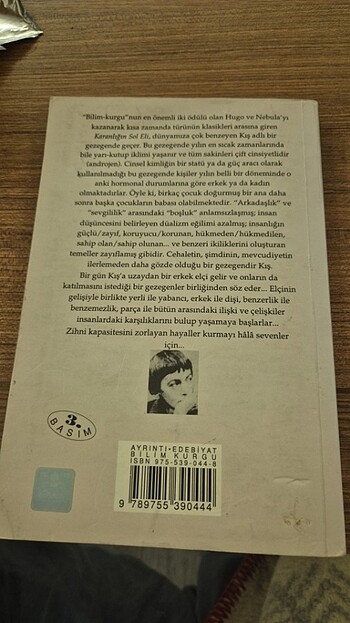 "Bilim-kurgu"nun en önemli iki ödülü olan Hugo ve Nebula'yı
kazanarak kısa zamanda türünün klasikleri arasına giren
Karanlığın Sol Eli, dünyamıza çok benzeyen Kış adlı bir
gezegende geçer. Bu gezegende yılın en sıcak zamanlarında
bile yarı-kutup iklimi yaşanır ve tüm sakinleri çift cinsiyetlidir
(androjen). Cinsel kimliğin bir statü ya da güç aracı olarak
kullanılmadığı bu gezegende kişiler yılın belli bir döneminde o
anki hormonal durumlarına göre erkek ya da kadın
olmaktadır. Öyle ki, birkaç çocuk doğurmuş bir ana daha
sonra başka çocukların babası olabilmektedir. "Arkadaşlık" ve
"sevgililik" arasındaki "boşluk" anlamsızlaşmış; insan
düşüncesini belirleyen düalizm eğilimi azalmış; insanlığın
güçlü/zayıf, koruyucu/korunan, hükmeden/hükmedilen,
sahip olan/sahip olunan... ve benzeri ikiliklerini oluşturan
temeller zayıflamış gibidir. Cehaletin, şimdinin, mevcudiyetin
ilerlemeden daha gözde olduğu bir gezegendir Kış.
Bir gün Kış'a uzaydan bir erkek elçi gelir ve onların da
katılmasını istediği bir gezegenler birliğinden söz eder... Elçinin
gelişiyle birlikte yerli ile yabancı, erkek ile dişi, benzerlik ile
benzemezlik, parça ile bütün arasındaki ilişki ve çelişkiler
insanlardaki karşılıklarını bulup yaşamaya başlarlar...
Zihni kapasitesini zorlayan hayaller kurmayı hâlâ sevenler
için...
3.
BASIM
AYRINTI•EDEBİYAT
BİLİM KURGU
ISBN 975-539-044-8
9 789755 390444